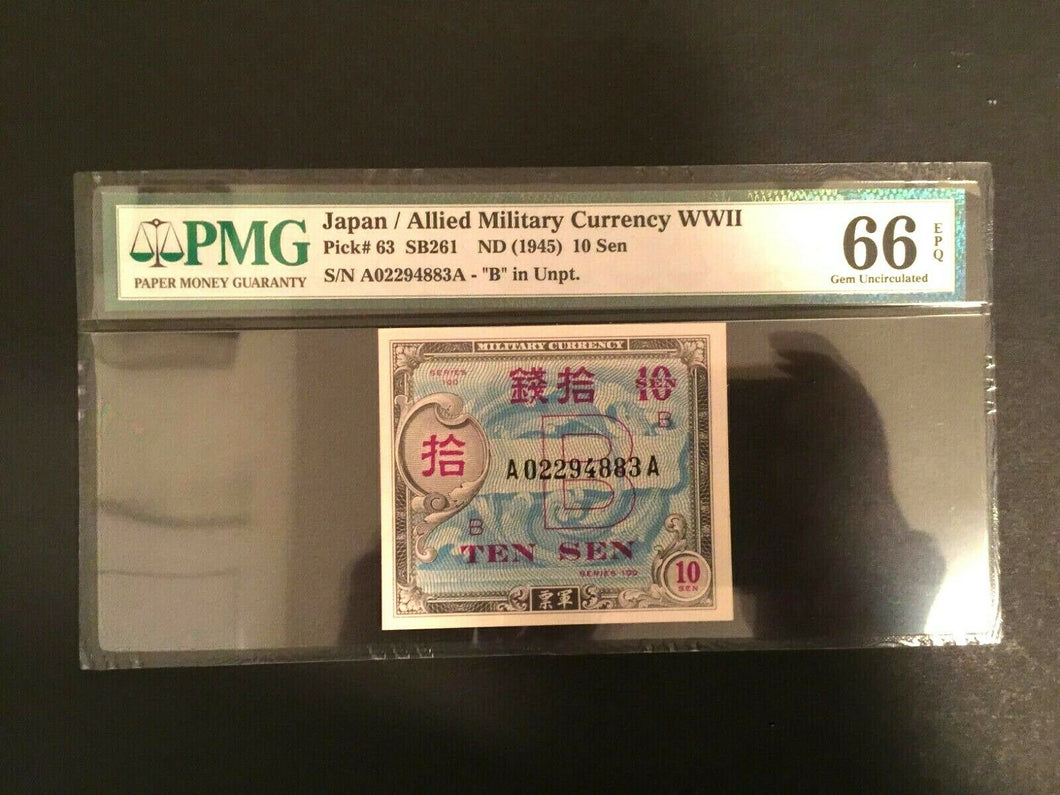 PMG
PAPER MONEY GUARANTY
Japan / Allied Military Currency WWII
Pick# 63 SB261 ND (1945) 10 Sen
S/N A02294883A - "B" in Unpt.
66
EPQ
Gem Uncirculated
MILITARY CURRENCY
SERIES
100
錢拾
10
SEN
B
拾
B
A02294883A
B
TEN SEN
SERIES 100
10
SEN
票軍